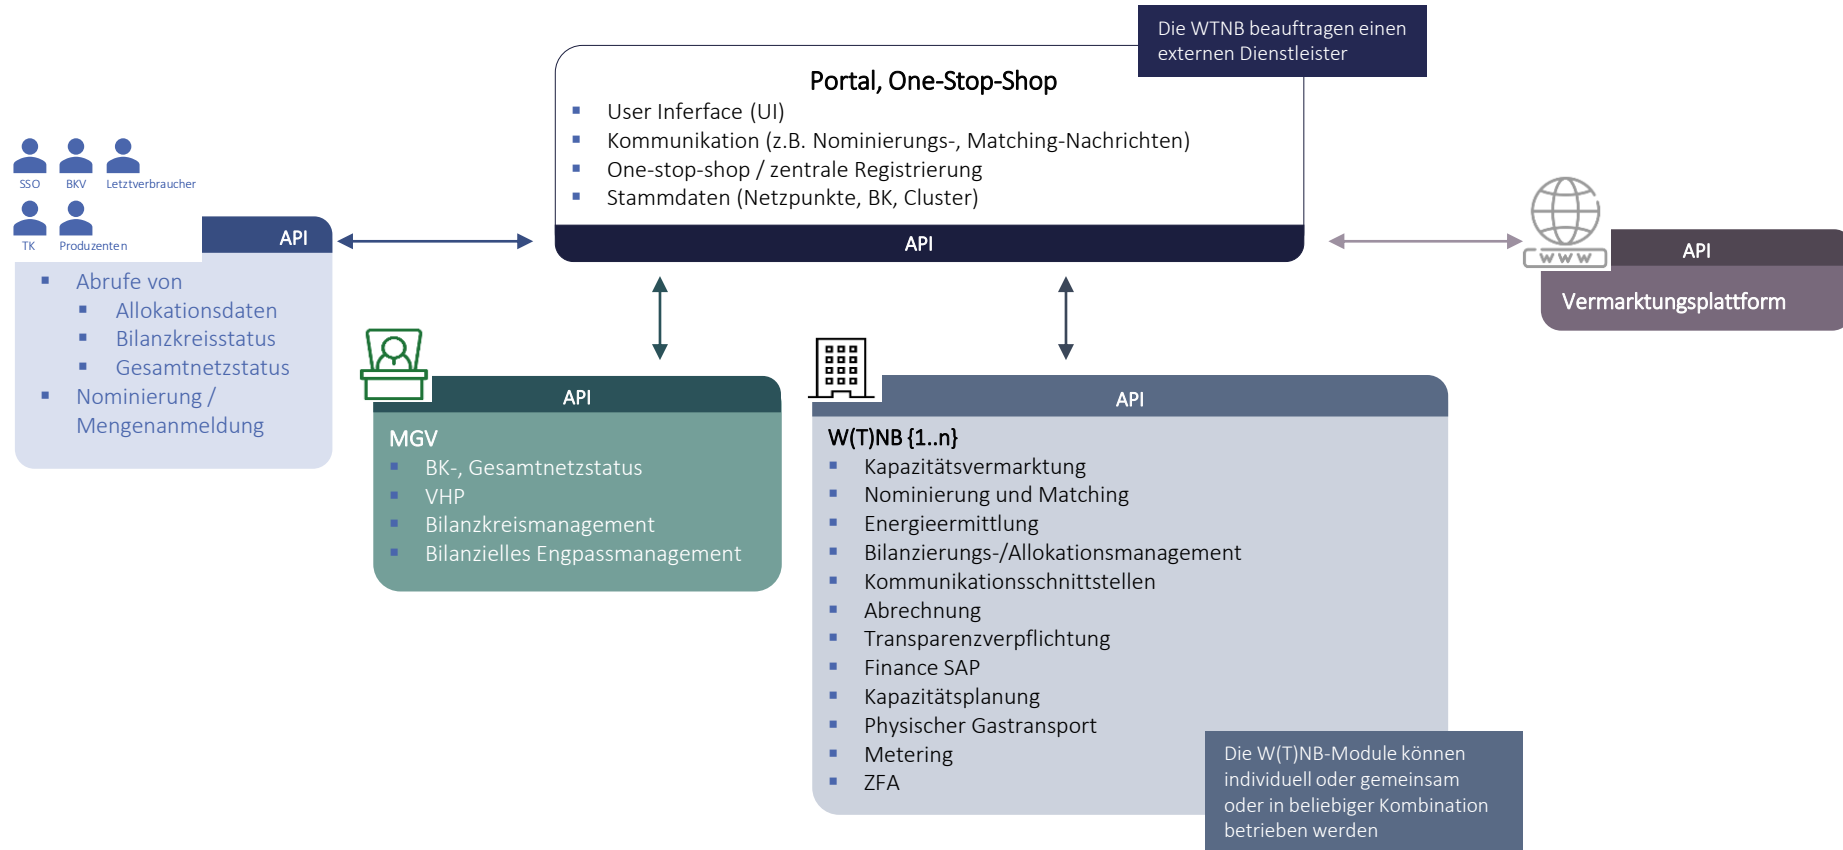 Die WTNB beauftragen einen
externen Dienstleister
Portal, One-Stop-Shop
User Inferface (UI)
Kommunikation (z.B. Nominierungs-, Matching-Nachrichten)
One-stop-shop / zentrale Registrierung
Stammdaten (Netzpunkte, BK, Cluster)
API
SSO
BKV
Letztverbraucher
TK
Produzenten
API
Abrufe von
Allokationsdaten
Bilanzkreisstatus
Gesamtnetzstatus
Nominierung /
Mengenanmeldung
WWW
API
Vermarktungsplattform
API
MGV
BK-, Gesamtnetzstatus
VHP
Bilanzkreismanagement
Bilanzielles Engpassmanagement
API
W(T)NB {1..n}
Kapazitätsvermarktung
Nominierung und Matching
Energieermittlung
Bilanzierungs-/Allokationsmanagement
Kommunikationsschnittstellen
Abrechnung
Transparenzverpflichtung
Finance SAP
Kapazitätsplanung
Physischer Gastransport
Metering
ZFA
Die W(T)NB-Module können
individuell oder gemeinsam
oder in beliebiger Kombination
betrieben werden